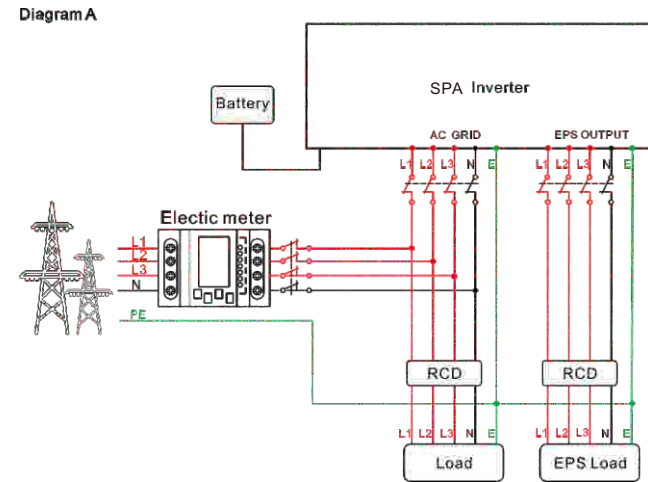 Diagram A
SPA Inverter
Battery
AC GRID EPS OUTPUT
L1 L2 L3 N E L1 L2 L3 N E
Electic meter
L1
L2
L3
N
PE
RCD RCD
L1 L2 L3 N E L1 L2 L3 N E
Load EPS Load